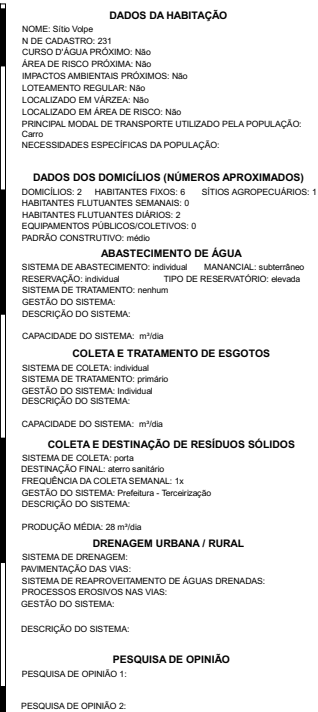 DADOS DA HABITAÇÃO
NOME: Sítio Volpe
N DE CADASTRO: 231
CURSO D'ÁGUA PRÓXIMO: Não
ÁREA DE RISCO PRÓXIMA: Não
IMPACTOS AMBIENTAIS PRÓXIMOS: Não
LOTEAMENTO REGULAR: Não
LOCALIZADO EM VÁRZEA: Não
LOCALIZADO EM ÁREA DE RISCO: Não
PRINCIPAL MODAL DE TRANSPORTE UTILIZADO PELA POPULAÇÃO:
Carro
NECESSIDADES ESPECÍFICAS DA POPULAÇÃO:
DADOS DOS DOMICÍLIOS (NÚMEROS APROXIMADOS)
DOMICÍLIOS: 2 HABITANTES FIXOS: 6 SÍTIOS AGROPECUÁRIOS: 1
HABITANTES FLUTUANTES SEMANAIS: 0
HABITANTES FLUTUANTES DIÁRIOS: 2
EQUIPAMENTOS PÚBLICOS/COLETIVOS: 0
PADRÃO CONSTRUTIVO: médio
ABASTECIMENTO DE ÁGUA
SISTEMA DE ABASTECIMENTO: individual MANANCIAL: subterrâneo
RESERVAÇÃO: individual TIPO DE RESERVATÓRIO: elevada
SISTEMA DE TRATAMENTO: nenhum
GESTÃO DO SISTEMA:
DESCRIÇÃO DO SISTEMA:
CAPACIDADE DO SISTEMA: m³/dia
COLETA E TRATAMENTO DE ESGOTOS
SISTEMA DE COLETA: individual
SISTEMA DE TRATAMENTO: primário
GESTÃO DO SISTEMA: Individual
DESCRIÇÃO DO SISTEMA:
CAPACIDADE DO SISTEMA: m³/dia
COLETA E DESTINAÇÃO DE RESÍDUOS SÓLIDOS
SISTEMA DE COLETA: porta
DESTINAÇÃO FINAL: aterro sanitário
FREQUÊNCIA DA COLETA SEMANAL: 1x
GESTÃO DO SISTEMA: Prefeitura - Terceirização
DESCRIÇÃO DO SISTEMA:
PRODUÇÃO MÉDIA: 28 m³/dia
DRENAGEM URBANA / RURAL
SISTEMA DE DRENAGEM:
PAVIMENTAÇÃO DAS VIAS:
SISTEMA DE REAPROVEITAMENTO DE ÁGUAS DRENADAS:
PROCESSOS EROSIVOS NAS VIAS:
GESTÃO DO SISTEMA:
DESCRIÇÃO DO SISTEMA:
PESQUISA DE OPINIÃO
PESQUISA DE OPINIÃO 1:
PESQUISA DE OPINIÃO 2: